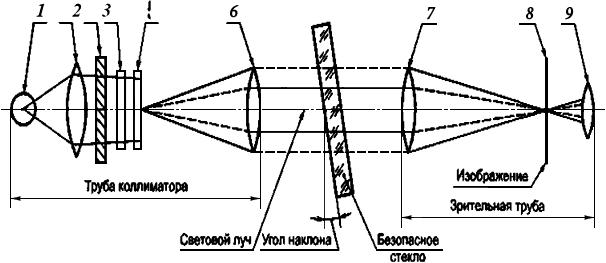 1 2 3 6 7 8 9
Изображение
Труба коллиматора
Зрительная труба
Световой луч
Угол наклона
Безопасное
стекло